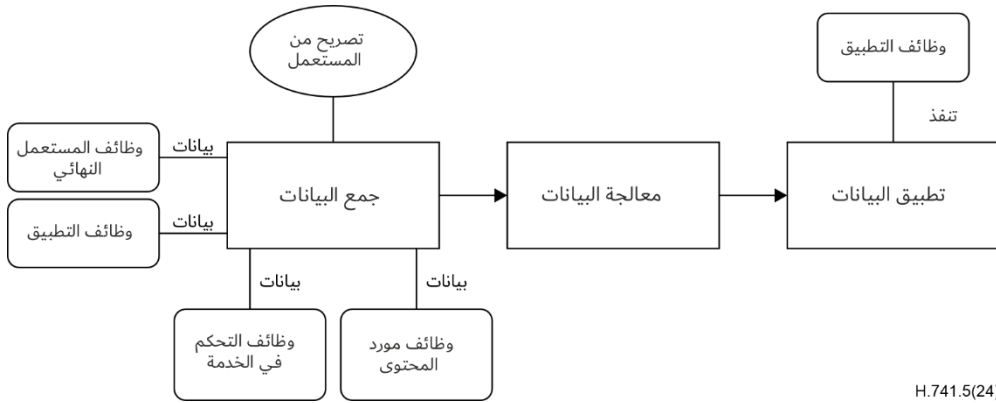 تصريح من
المستعمل
وظائف التطبيق
تنفذ
وظائف المستعمل
النهائي
بيانات
جمع البيانات
معالجة البيانات
تطبيق البيانات
وظائف التطبيق
بيانات
بيانات
بيانات
وظائف التحكم
في الخدمة
وظائف مورد
المحتوى
H.741.5(24)